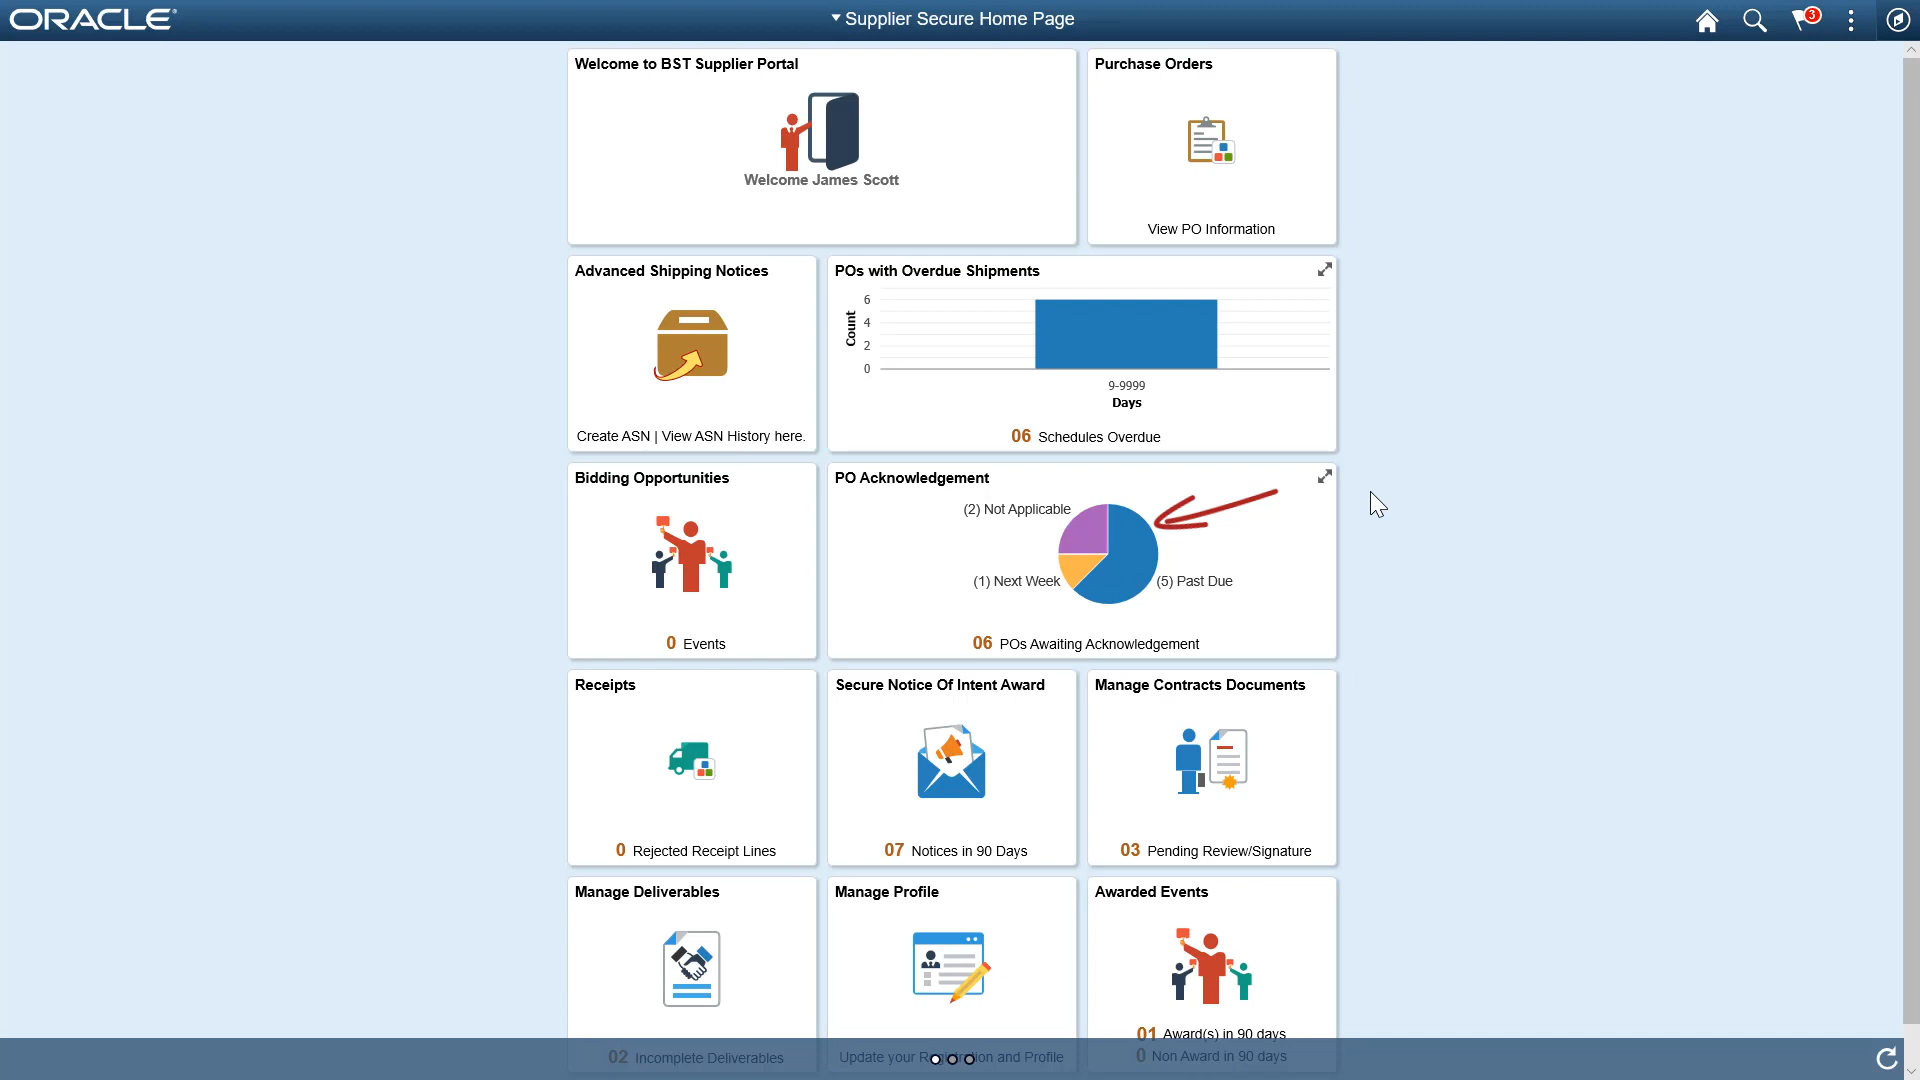 ORACLE
Supplier Secure Home Page
3
Welcome to BST Supplier Portal
Welcome James Scott
Purchase Orders
View PO Information
Advanced Shipping Notices
Create ASN | View ASN History here.
POs with Overdue Shipments
6
4
2
0
Count
9-9999
Days
06 Schedules Overdue
Bidding Opportunities
0 Events
PO Acknowledgement
(2) Not Applicable
(1) Next Week
(5) Past Due
06 POs Awaiting Acknowledgement
Receipts
0 Rejected Receipt Lines
Secure Notice Of Intent Award
07 Notices in 90 Days
Manage Contracts Documents
03 Pending Review/Signature
Manage Deliverables
02 Incomplete Deliverables
Manage Profile
Update your Registration and Profile
Awarded Events
01 Award(s) in 90 days
0 Non Award in 90 days